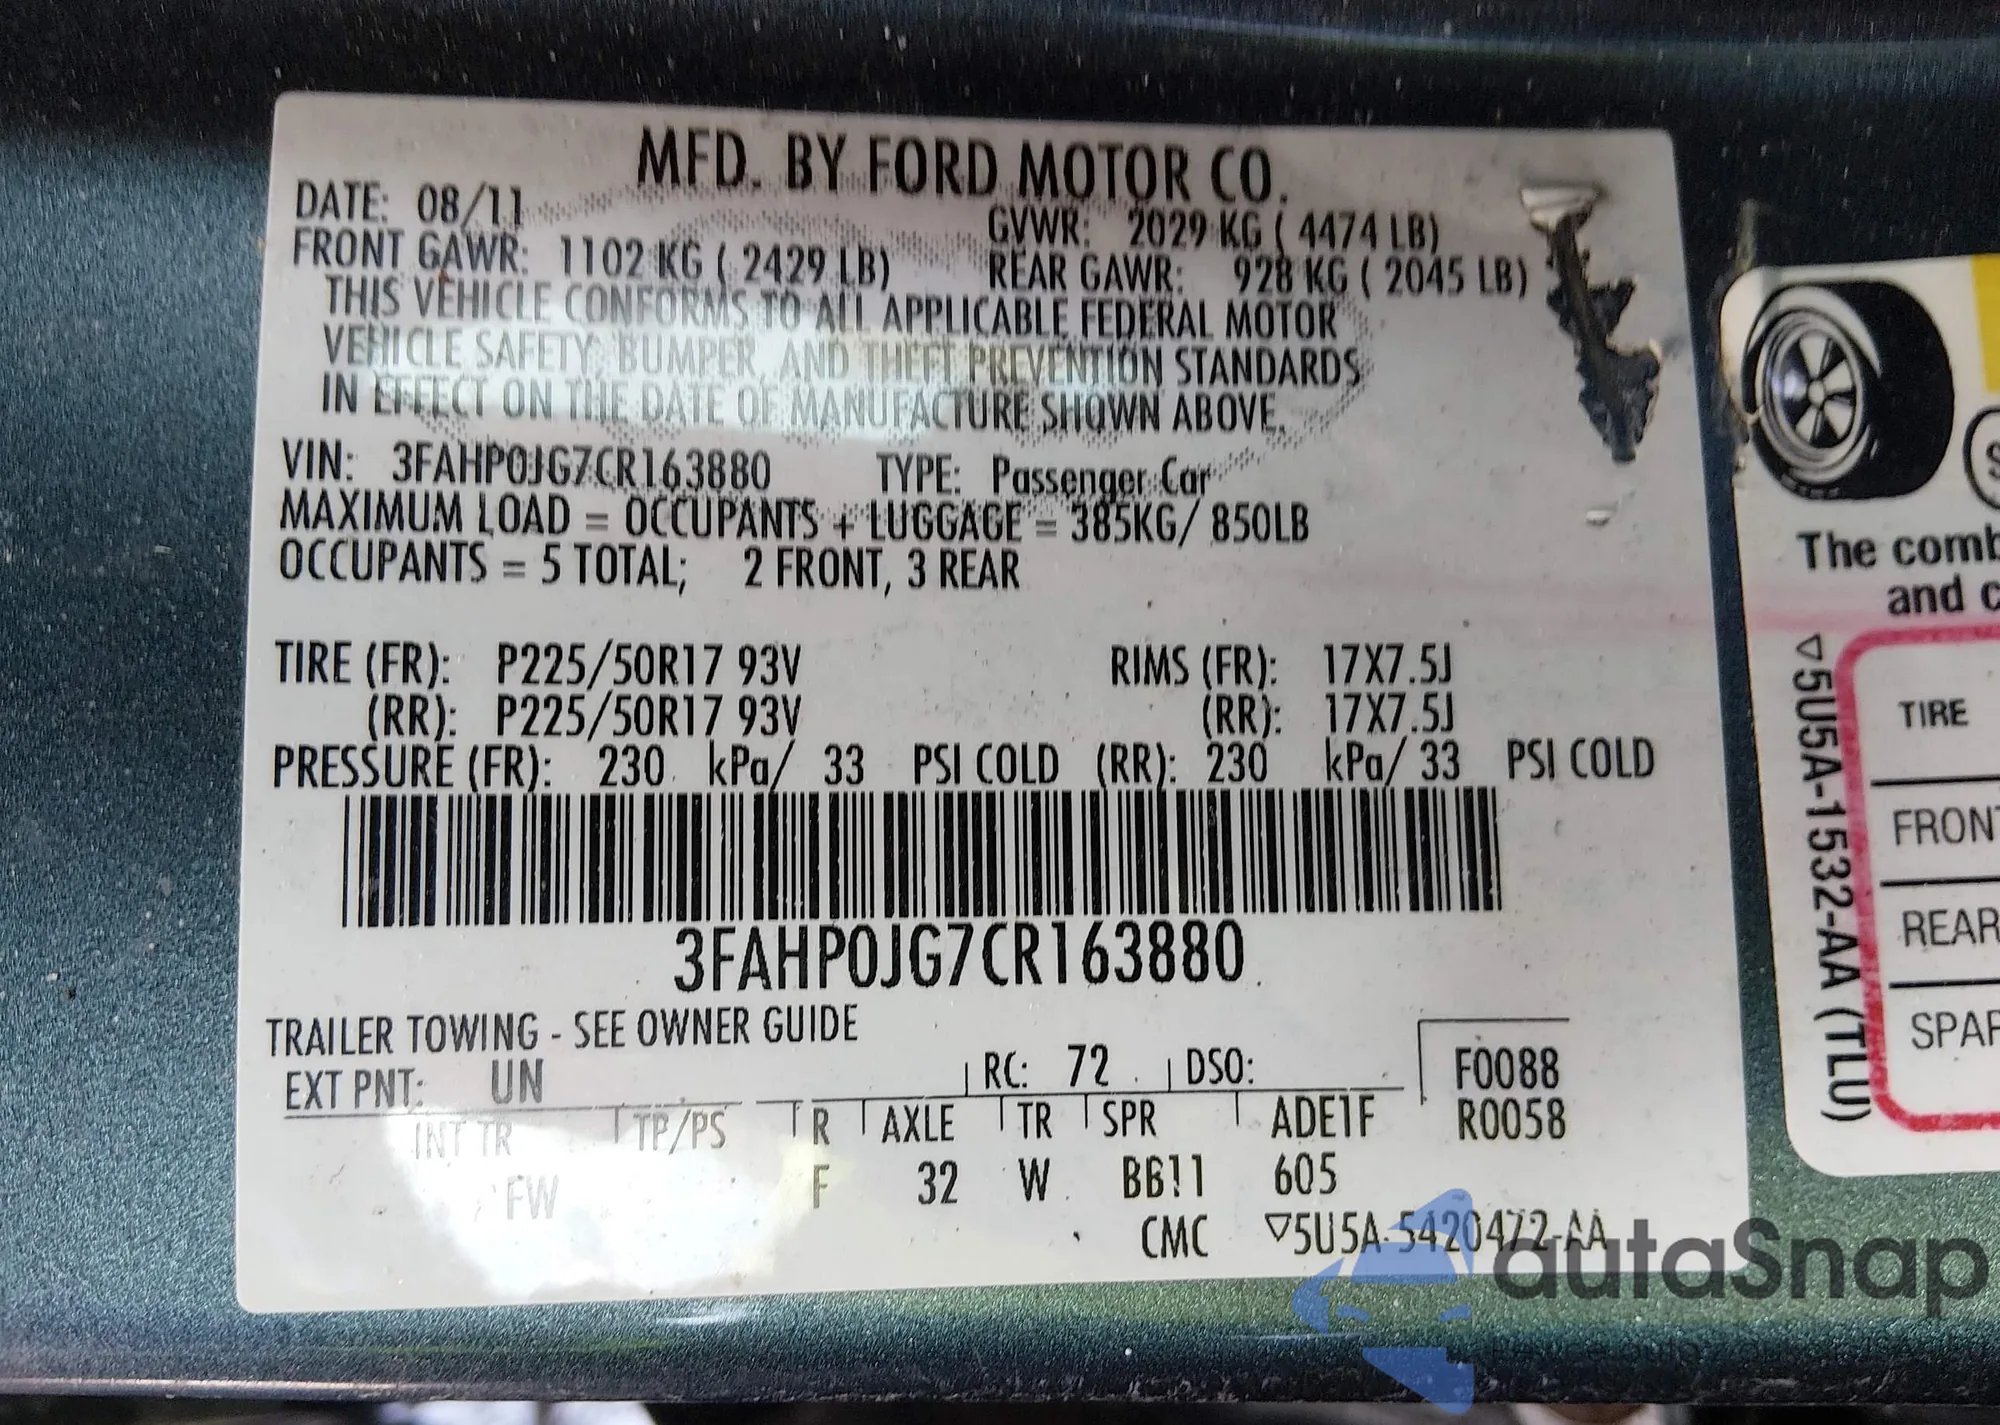 MFD. BY FORD MOTOR CO.
DATE: 08/11
GVWR: 2029 KG ( 4474 LB)
FRONT GAWR: 1102 KG ( 2429 LB)
REAR GAWR: 928 KG ( 2045 LB)
THIS VEHICLE CONFORMS TO ALL APPLICABLE FEDERAL MOTOR
VEHICLE SAFETY, BUMPER, AND THEFT PREVENTION STANDARDS
IN EFFECT ON THE DATE OF MANUFACTURE SHOWN ABOVE.
VIN: 3FAHP0JG7CR163880 TYPE: Passenger Car
MAXIMUM LOAD = OCCUPANTS + LUGGAGE = 385KG/ 850LB
OCCUPANTS = 5 TOTAL; 2 FRONT, 3 REAR
TIRE (FR): P225/50R17 93V RIMS (FR): 17X7.5J
(RR): P225/50R17 93V (RR): 17X7.5J
PRESSURE (FR): 230 kPa/ 33 PSI COLD (RR): 230 kPa/ 33 PSI COLD
3FAHP0JG7CR163880
TRAILER TOWING - SEE OWNER GUIDE
EXT PNT: UN RC: 72 DSO:
F0088
R0058
INT TR TP/PS R AXLE TR SPR ADE1F
FW F 32 W BB11 605
CMC ▽5U5A-5420472-AA
The comb
and c
▽5U5A-1532-AA (TLU)
TIRE
FRONT
REAR
SPAR
autaSnap